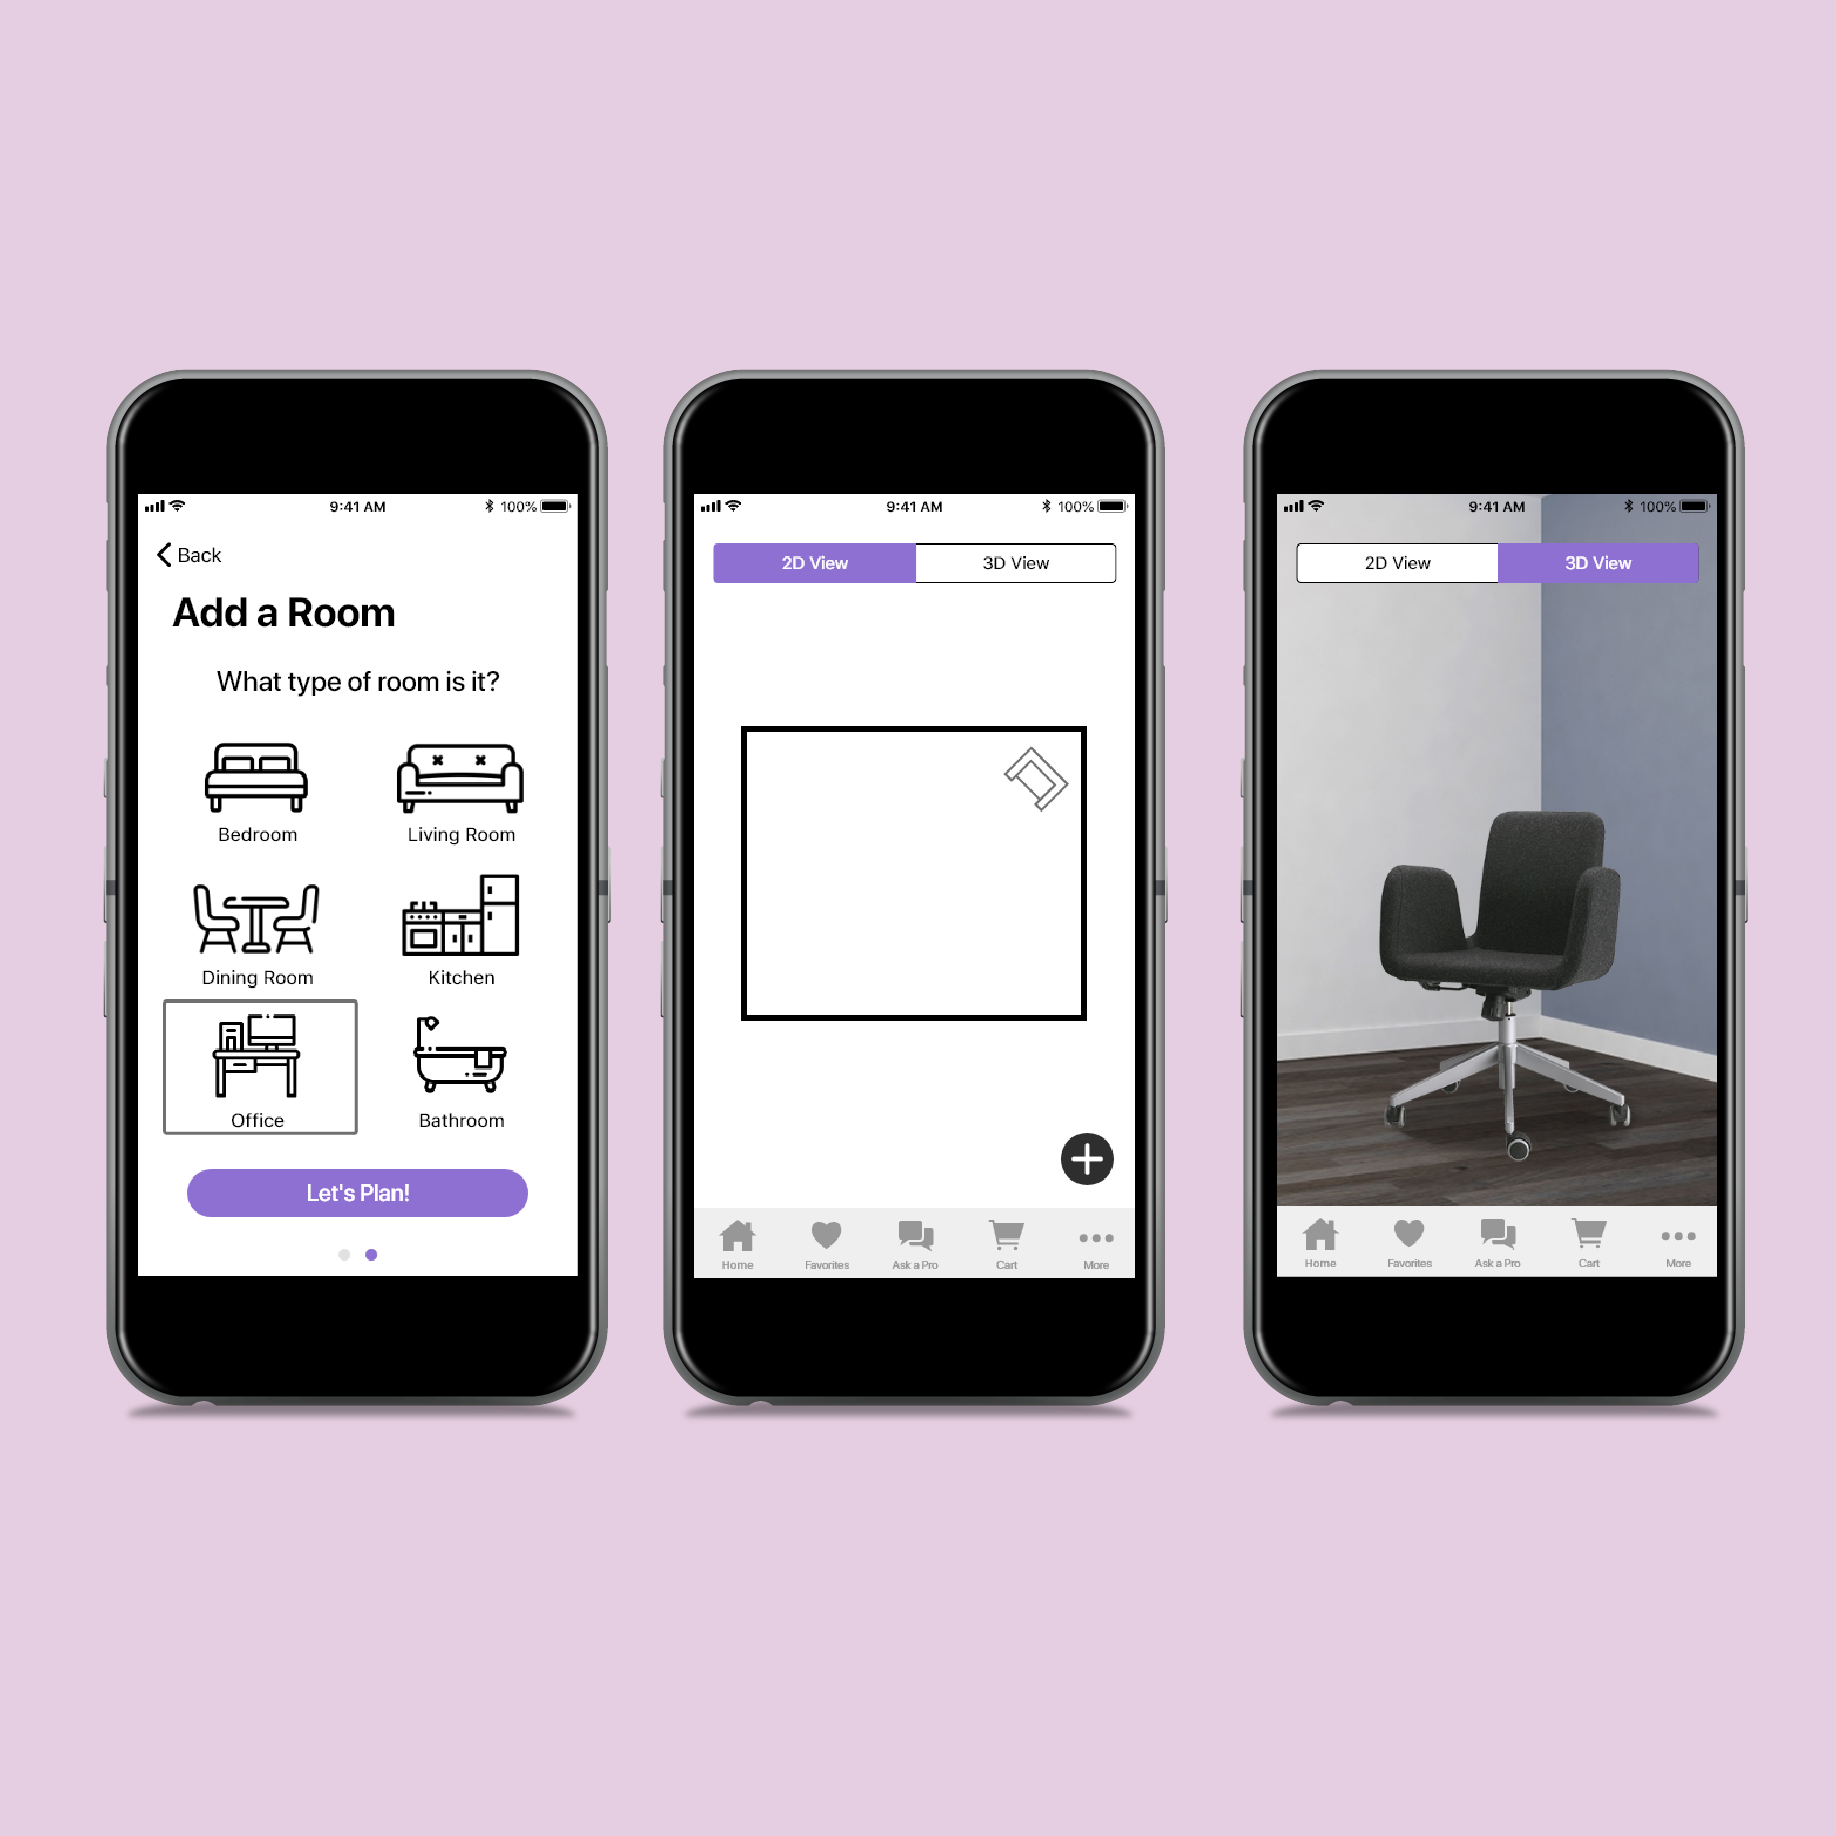 9:41 AM
100%
Back
Add a Room
What type of room is it?
Bedroom
Living Room
Dining Room
Kitchen
Office
Bathroom
Let's Plan!
9:41 AM
100%
2D View
3D View
Home
Favorites
Ask a Pro
Cart
More
9:41 AM
100%
2D View
3D View
Home
Favorites
Ask a Pro
Cart
More